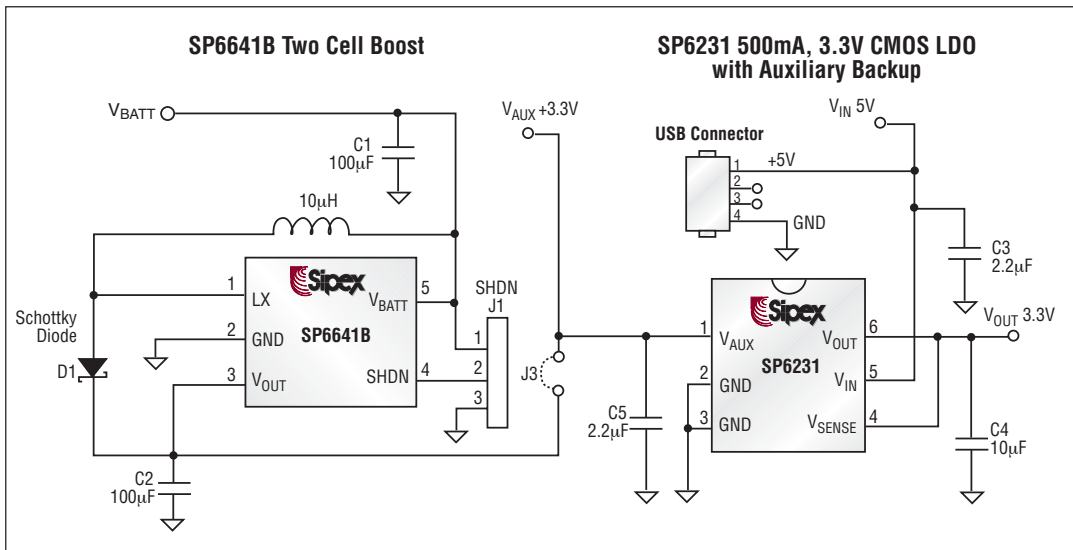 SP6641B Two Cell Boost
SP6231 500mA, 3.3V CMOS LDO
with Auxiliary Backup
VBATT
C1
100µF
VAUX +3.3V
VIN 5V
USB Connector
1
+5V
2
3
4
GND
10µH
C3
2.2µF
Sipex
1
LX
VBATT
5
SHDN
J1
Schottky
Diode
D1
2
GND
SP6641B
1
3
VOUT
SHDN
4
2
3
J3
C2
100µF
C5
2.2µF
Sipex
1
VAUX
VOUT
6
VOUT 3.3V
SP6231
2
GND
VIN
5
3
GND
VSENSE
4
C4
10µF